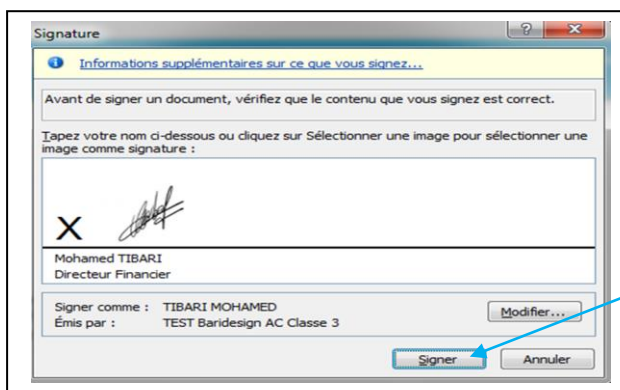 Signature
Informations supplémentaires sur ce que vous signez...
Avant de signer un document, vérifiez que le contenu que vous signez est correct.
Tapez votre nom ci-dessous ou cliquez sur Sélectionner une image pour sélectionner une
image comme signature :
X
Mohamed TIBARI
Directeur Financier
Signer comme : TIBARI MOHAMED
Émis par : TEST Baridesign AC Classe 3
Modifier...
Signer Annuler